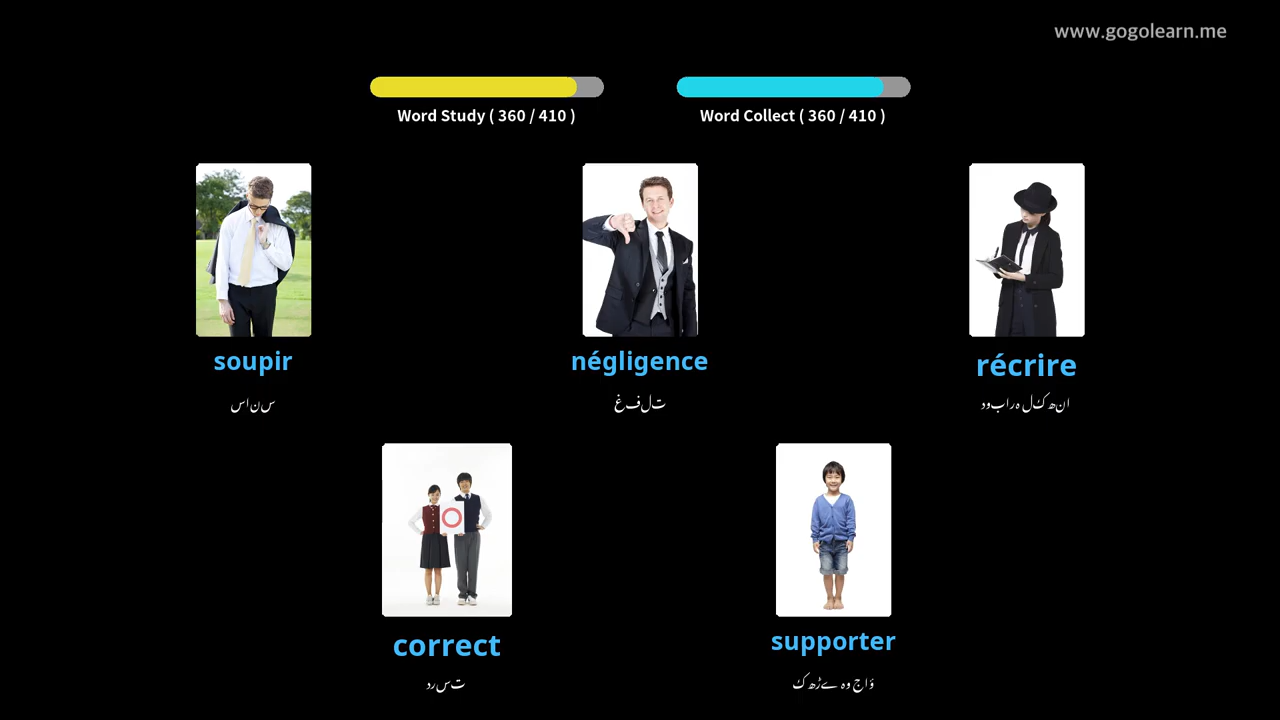 www.gogolearn.me
Word Study ( 360 / 410 )
Word Collect ( 360 / 410 )
soupir
négligence
récrire
سانس
غفلت
دوبارہ لکھنا
correct
supporter
درست
کھڑے ہو جاؤ